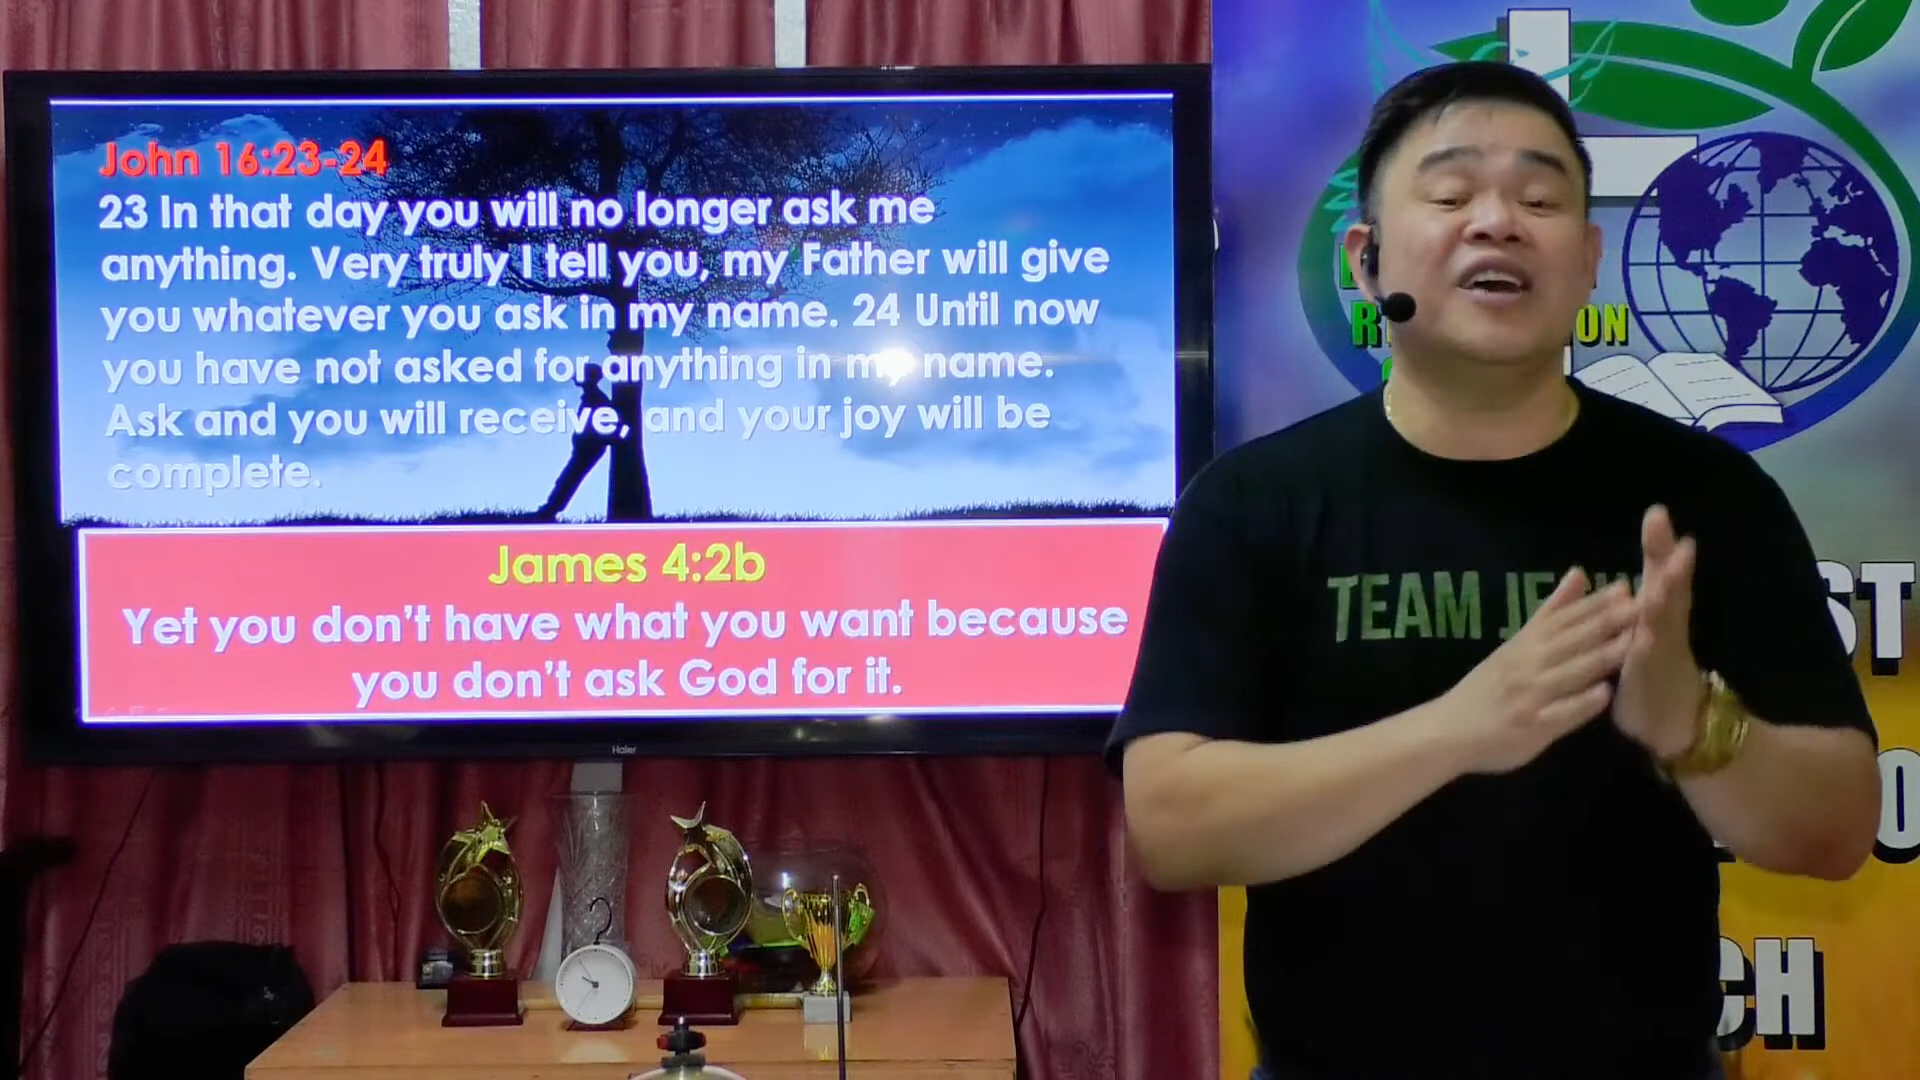 John 16:23-24
23 In that day you will no longer ask me
anything. Very truly I tell you, my Father will give
you whatever you ask in my name. 24 Until now
you have not asked for anything in my name.
Ask and you will receive, and your joy will be
complete.
James 4:2b
Yet you don't have what you want because
you don't ask God for it.
Haier
TEAM
ON
ST
O
CH